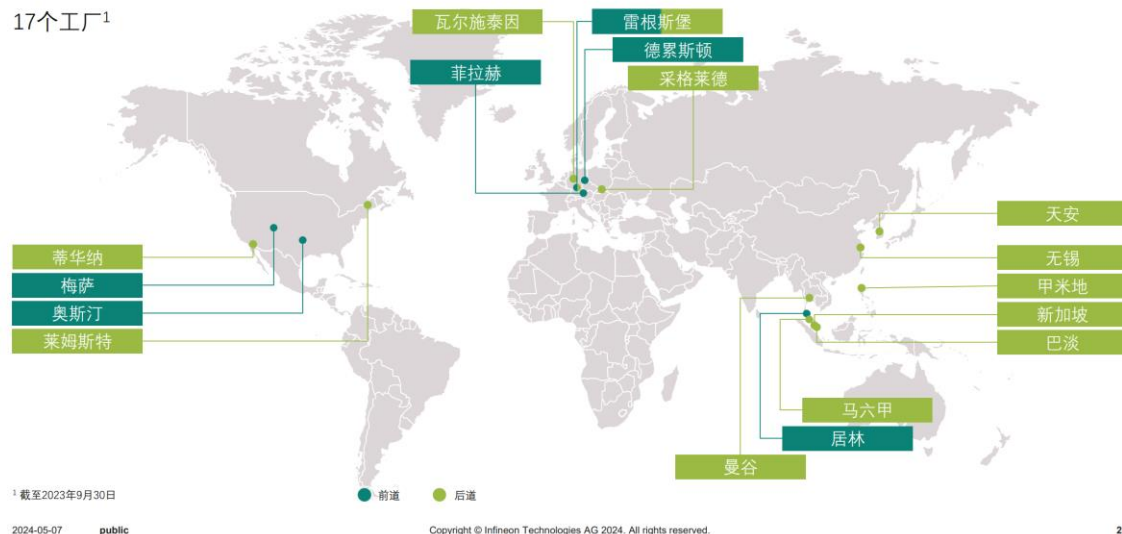 17个工厂¹
瓦尔施泰因
雷根斯堡
德累斯顿
菲拉赫
采格莱德
蒂华纳
梅萨
奥斯汀
莱姆斯特
天安
无锡
甲米地
新加坡
巴淡
马六甲
居林
曼谷
¹ 截至2023年9月30日
前道
后道
2024-05-07 public Copyright © Infineon Technologies AG 2024. All rights reserved. 2